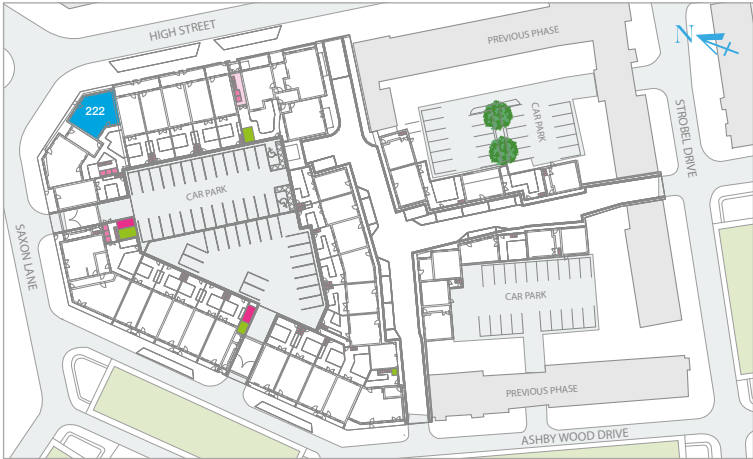 HIGH STREET
PREVIOUS PHASE
N
222
CAR PARK
STROBEL DRIVE
CAR PARK
SAXON LANE
CAR PARK
PREVIOUS PHASE
ASHBY WOOD DRIVE